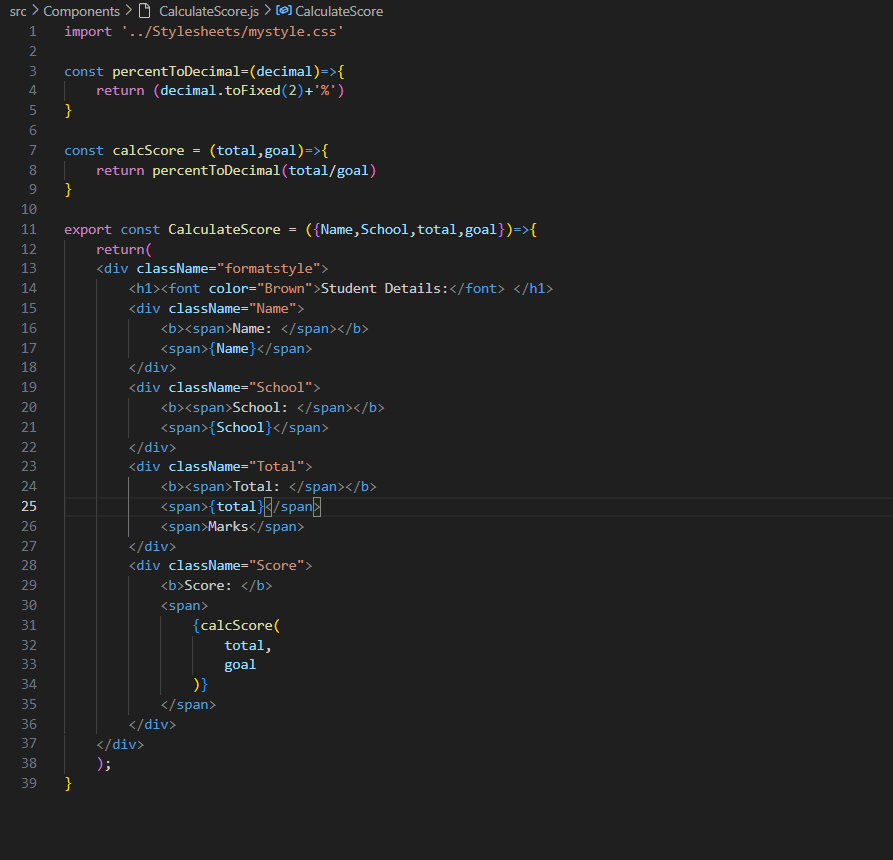 src > Components > CalculateScore.js > CalculateScore
1 import '../Stylesheets/mystyle.css'
2
3 const percentToDecimal=(decimal)=>{
4     return (decimal.toFixed(2)+'%')
5 }
6
7 const calcScore = (total,goal)=>{
8     return percentToDecimal(total/goal)
9 }
10
11 export const CalculateScore = ({Name,School,total,goal})=>{
12     return(
13     <div className="formatstyle">
14         <h1><font color="Brown">Student Details:</font> </h1>
15         <div className="Name">
16             <b><span>Name: </span></b>
17             <span>{Name}</span>
18         </div>
19         <div className="School">
20             <b><span>School: </span></b>
21             <span>{School}</span>
22         </div>
23         <div className="Total">
24             <b><span>Total: </span></b>
25             <span>{total}</span>
26             <span>Marks</span>
27         </div>
28         <div className="Score">
29             <b>Score: </b>
30             <span>
31                 {calcScore(
32                     total,
33                     goal
34                 )}
35             </span>
36         </div>
37     </div>
38     );
39 }